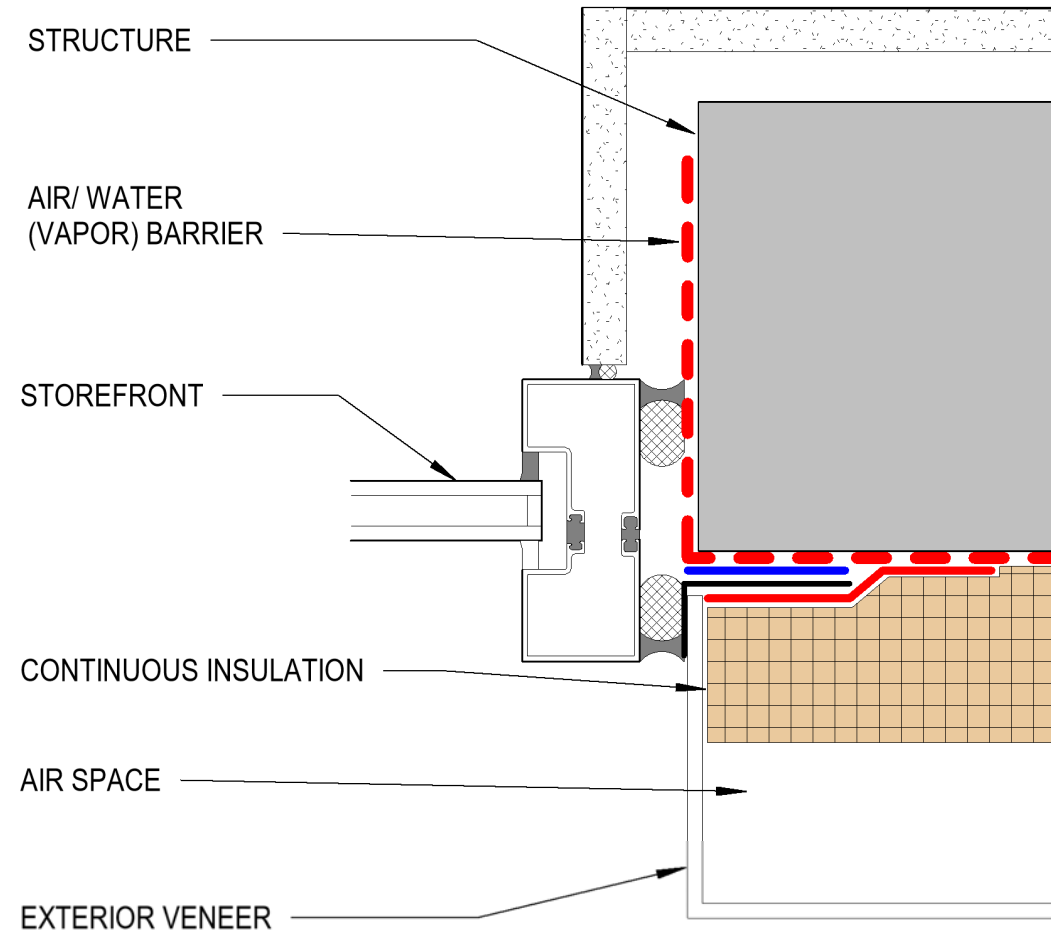 STRUCTURE
AIR/ WATER
(VAPOR) BARRIER
STOREFRONT
CONTINUOUS INSULATION
AIR SPACE
EXTERIOR VENEER